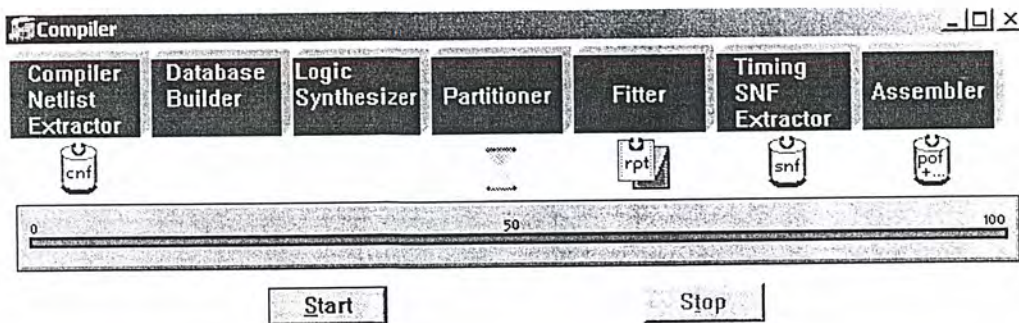 Compiler
Compiler
Netlist
Extractor
Database
Builder
Logic
Synthesizer
Partitioner
Fitter
Timing
SNF
Extractor
Assembler
cnf
rpt
snf
pof
+...
0
50
100
Start
Stop